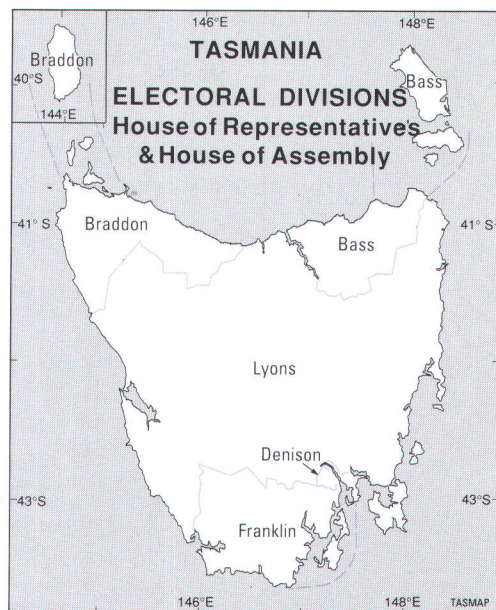 146°E
148°E
Braddon
40°S
144°E
TASMANIA
Bass
ELECTORAL DIVISIONS
House of Representatives
& House of Assembly
41° S
41° S
Braddon
Bass
Lyons
Denison
43°S
43°S
Franklin
146°E
148°E
TASMAP